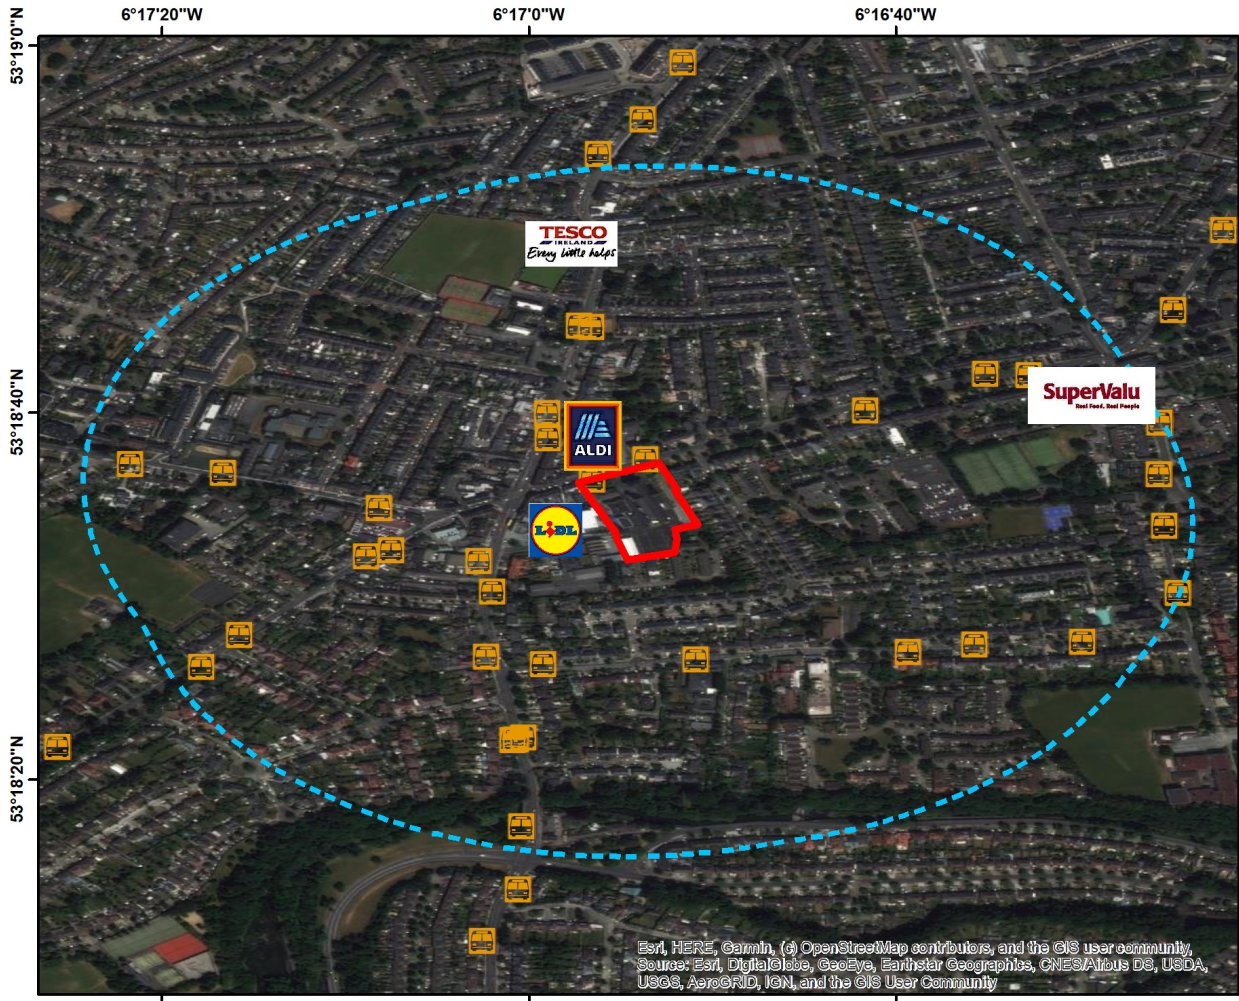 6°17'20"W
6°17'0"W
6°16'40"W
53°19'0"N
53°18'40"N
53°18'20"N
TESCO
IRELAND
Every little helps
SuperValu
Real Food, Real People
ALDI
LiDL
Esri, HERE, Garmin, (c) OpenStreetMap contributors, and the GIS user community,
Source: Esri, DigitalGlobe, GeoEye, Earthstar Geographics, CNES/Airbus DS, USDA,
USGS, AeroGRID, IGN, and the GIS User Community